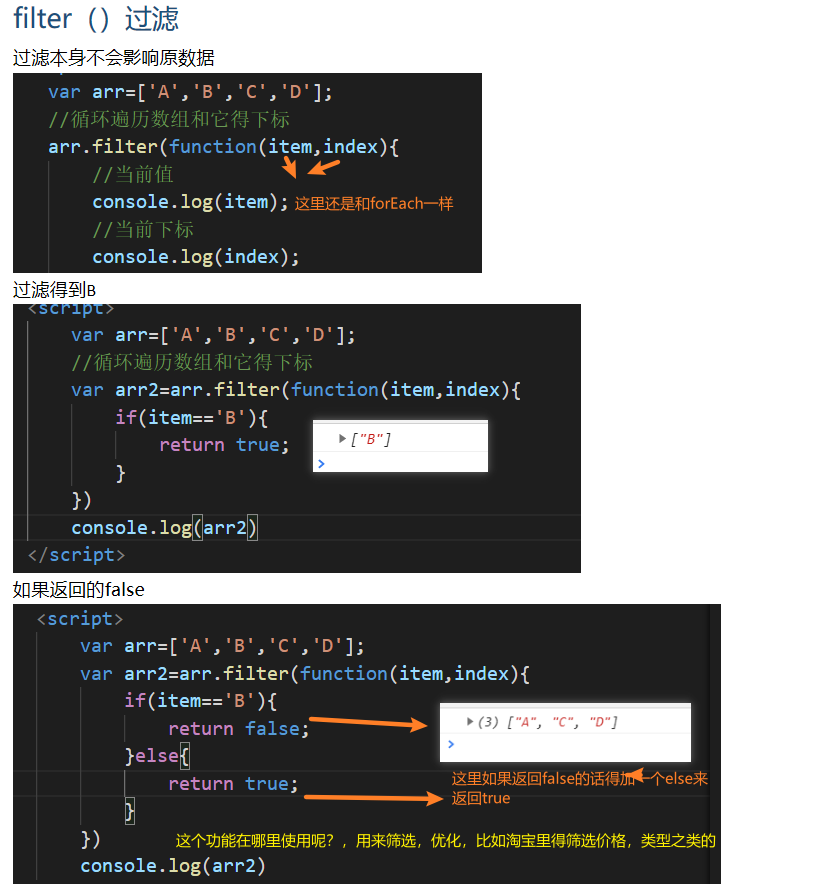 filter（）过滤
过滤本身不会影响原数据
var arr=['A','B','C','D'];
//循环遍历数组和它得下标
arr.filter(function(item,index){
//当前值
console.log(item); 这里还是和forEach一样
//当前下标
console.log(index);
过滤得到B
<script>
var arr=['A','B','C','D'];
//循环遍历数组和它得下标
var arr2=arr.filter(function(item,index){
if(item=='B'){
return true;
}
})
console.log(arr2)
</script>
▶["B"]
>
如果返回的false
<script>
var arr=['A','B','C','D'];
var arr2=arr.filter(function(item,index){
if(item=='B'){
return false;
}else{
return true;
}
})
console.log(arr2)
▶(3) ["A", "C", "D"]
>
这里如果返回false的话得加一个else来
返回true
这个功能在哪里使用呢？，用来筛选，优化，比如淘宝里得筛选价格，类型之类的